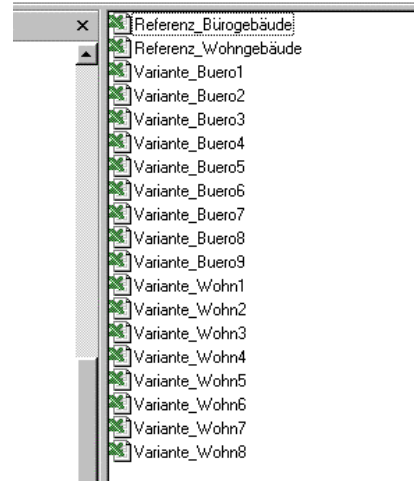 Referenz_Bürogebäude
Referenz_Wohngebäude
Variante_Buero1
Variante_Buero2
Variante_Buero3
Variante_Buero4
Variante_Buero5
Variante_Buero6
Variante_Buero7
Variante_Buero8
Variante_Buero9
Variante_Wohn1
Variante_Wohn2
Variante_Wohn3
Variante_Wohn4
Variante_Wohn5
Variante_Wohn6
Variante_Wohn7
Variante_Wohn8